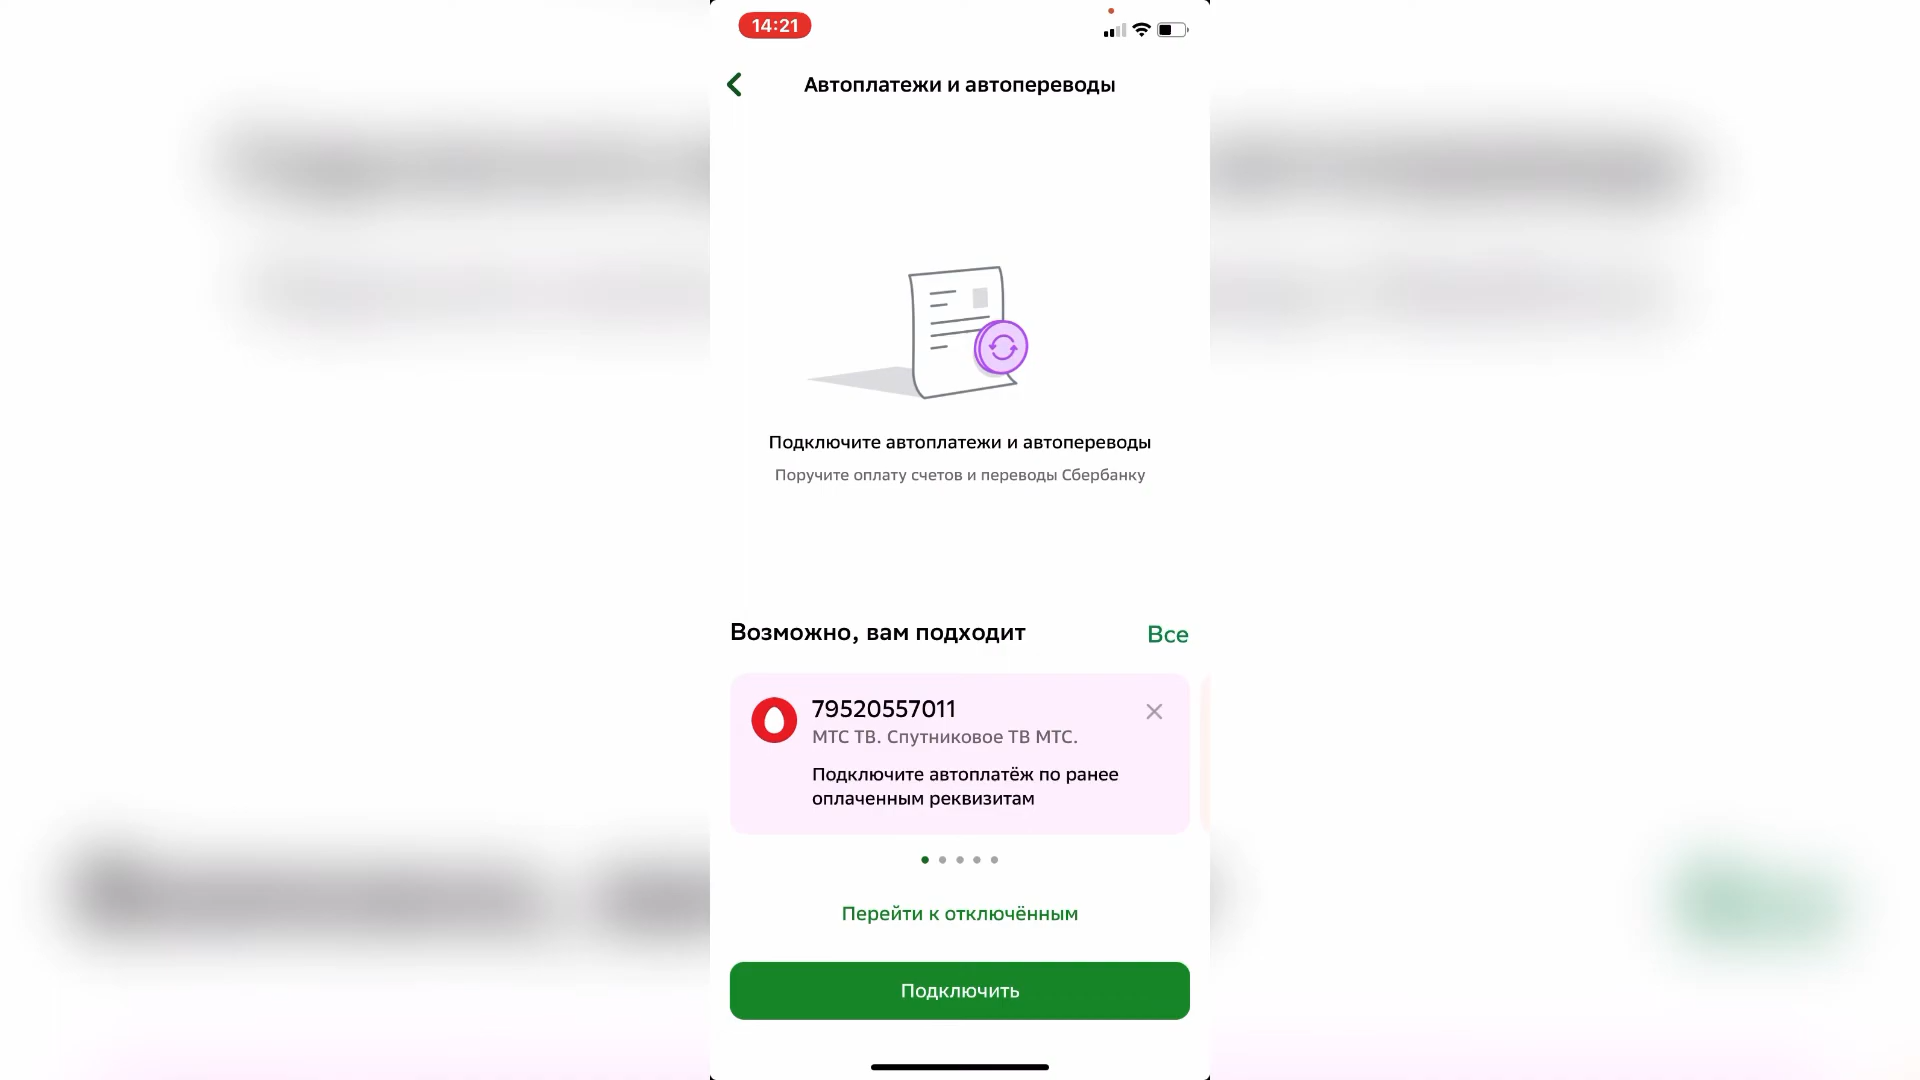 14:21
Автоплатежи и автопереводы
Подключите автоплатежи и автопереводы
Поручите оплату счетов и переводы Сбербанку
Возможно, вам подходит
Все
79520557011
МТС ТВ. Спутниковое ТВ МТС.
Подключите автоплатёж по ранее
оплаченным реквизитам
Перейти к отключённым
Подключить